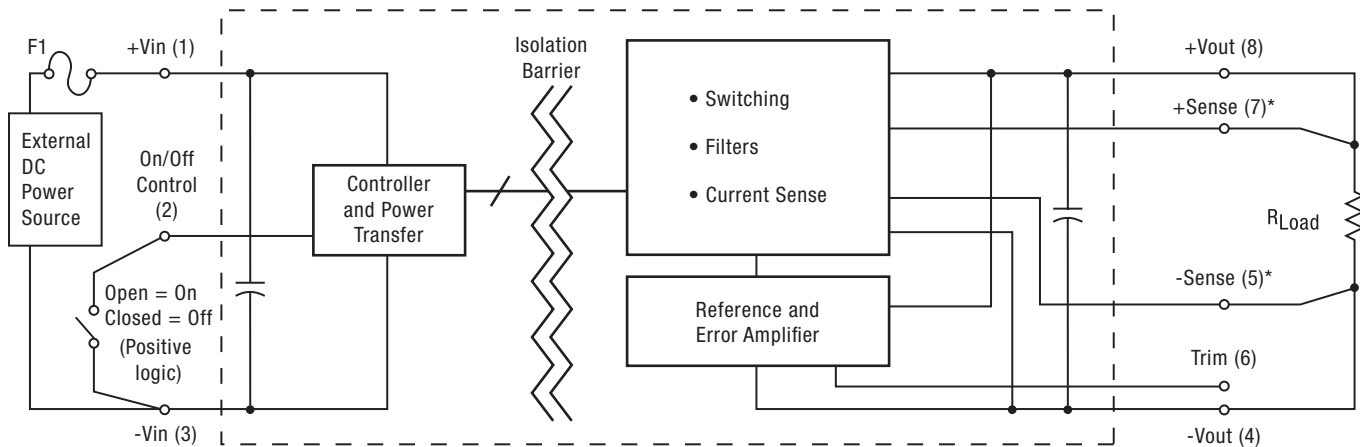 F1
+Vin (1)
External
DC
Power
Source
On/Off
Control
(2)
Open = On
Closed = Off
(Positive
logic)
-Vin (3)
Controller
and Power
Transfer
Isolation
Barrier
• Switching
• Filters
• Current Sense
Reference and
Error Amplifier
+Vout (8)
+Sense (7)*
RLoad
-Sense (5)*
Trim (6)
-Vout (4)